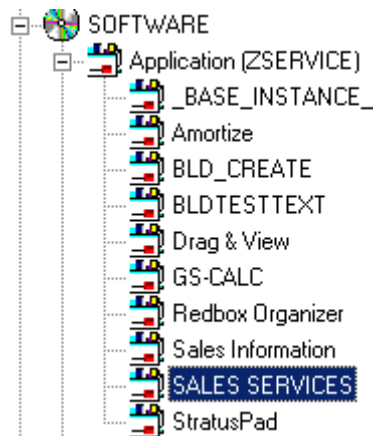 SOFTWARE
Application (ZSERVICE)
_BASE_INSTANCE_
Amortize
BLD_CREATE
BLDTESTTEXT
Drag & View
GS-CALC
Redbox Organizer
Sales Information
SALES SERVICES
StratusPad